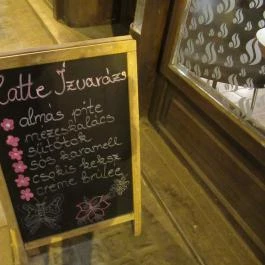 Latte Ízvarázs
almás pite
mézeskalács
sütőtök
sós karamell
csokis keksz
creme brulee